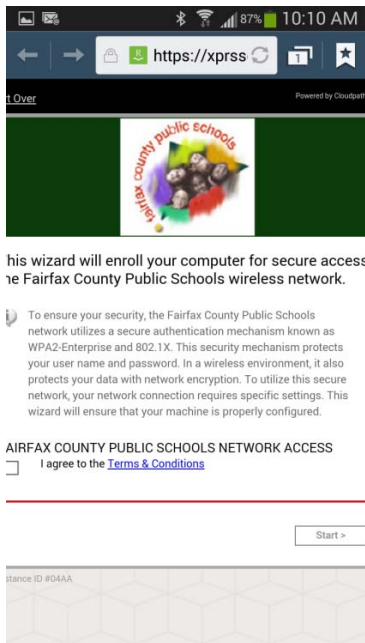 87% 10:10 AM
https://xprss
1
rt Over
Powered by Cloudpath
fairfax county public schools
his wizard will enroll your computer for secure access
he Fairfax County Public Schools wireless network.
To ensure your security, the Fairfax County Public Schools
network utilizes a secure authentication mechanism known as
WPA2-Enterprise and 802.1X. This security mechanism protects
your user name and password. In a wireless environment, it also
protects your data with network encryption. To utilize this secure
network, your network connection requires specific settings. This
wizard will ensure that your machine is properly configured.
AIRFAX COUNTY PUBLIC SCHOOLS NETWORK ACCESS
I agree to the Terms & Conditions
Start >
stance ID #04AA